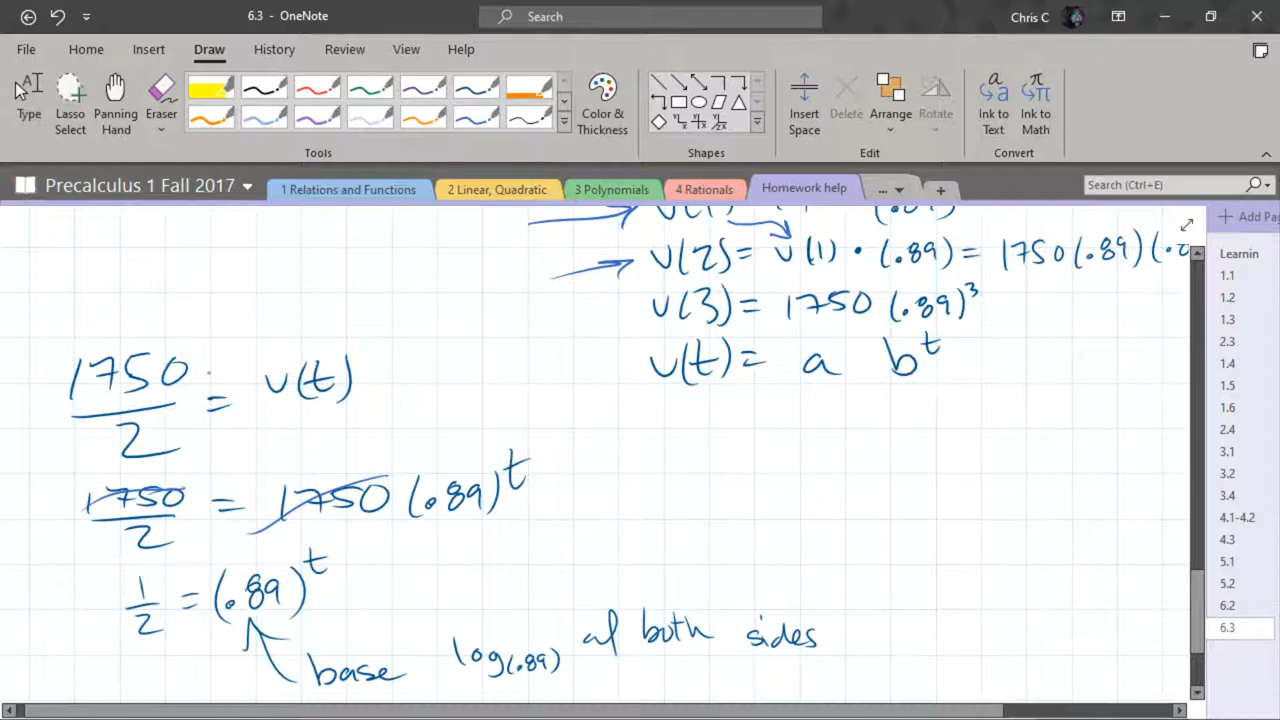 6.3 - OneNote
Search
Chris C
File Home Insert Draw History Review View Help
Type
Lasso Select
Panning Hand
Eraser
Color & Thickness
Insert Space
Delete
Arrange
Rotate
Ink to Text
Ink to Math
Tools
Shapes
Edit
Convert
Precalculus 1 Fall 2017
1 Relations and Functions
2 Linear, Quadratic
3 Polynomials
4 Rationals
Homework help
...
Search (Ctrl+E)
Add Pag
v(2) = v(1) • (.89) = 1750 (.89) (.
v(3) = 1750 (.89)^3
v(t) = a b^t
1750/2 = v(t)
1750/2 = 1750 (.89)^t
1/2 = (.89)^t
base
log(.89) of both sides
Learnin
1.1
1.2
1.3
2.3
1.4
1.5
1.6
2.4
3.1
3.2
3.4
4.1-4.2
4.3
5.1
5.2
6.2
6.3